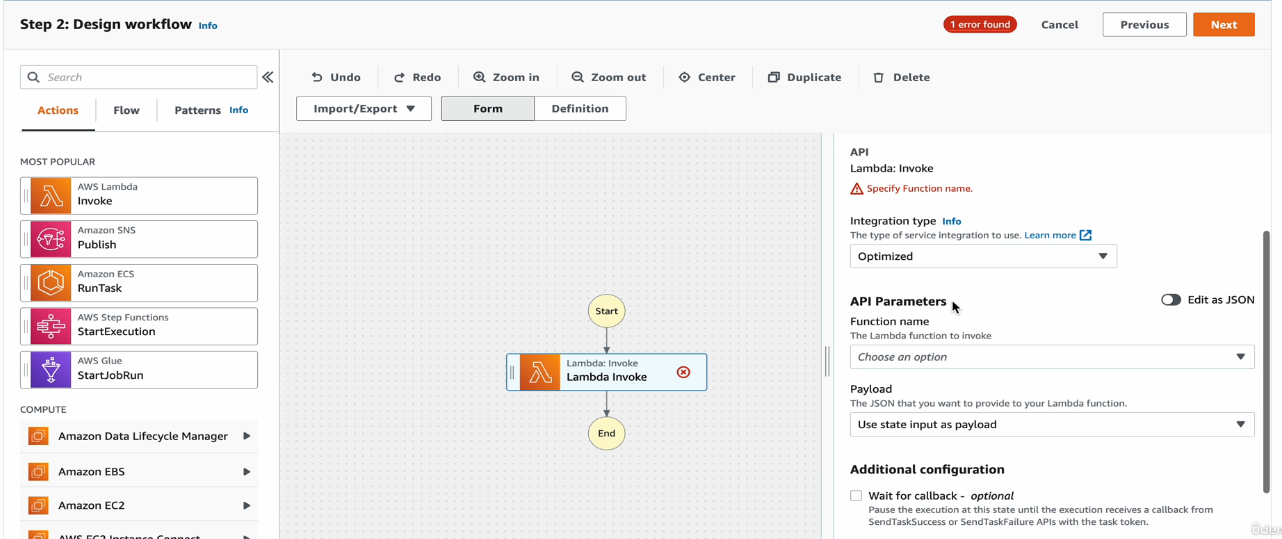 Step 2: Design workflow Info
1 error found Cancel Previous Next
Search
Undo Redo Zoom in Zoom out Center Duplicate Delete
Actions Flow Patterns Info
Import/Export Form Definition
MOST POPULAR
AWS Lambda
Invoke
Amazon SNS
Publish
Amazon ECS
RunTask
AWS Step Functions
StartExecution
AWS Glue
StartJobRun
COMPUTE
Amazon Data Lifecycle Manager
Amazon EBS
Amazon EC2
AWS EC2 Instance Connect
Start
Lambda: Invoke
Lambda Invoke
End
API
Lambda: Invoke
Specify Function name.
Integration type Info
The type of service integration to use. Learn more
Optimized
API Parameters Edit as JSON
Function name
The Lambda function to invoke
Choose an option
Payload
The JSON that you want to provide to your Lambda function.
Use state input as payload
Additional configuration
Wait for callback - optional
Pause the execution at this state until the execution receives a callback from
SendTaskSuccess or SendTaskFailure APIs with the task token.